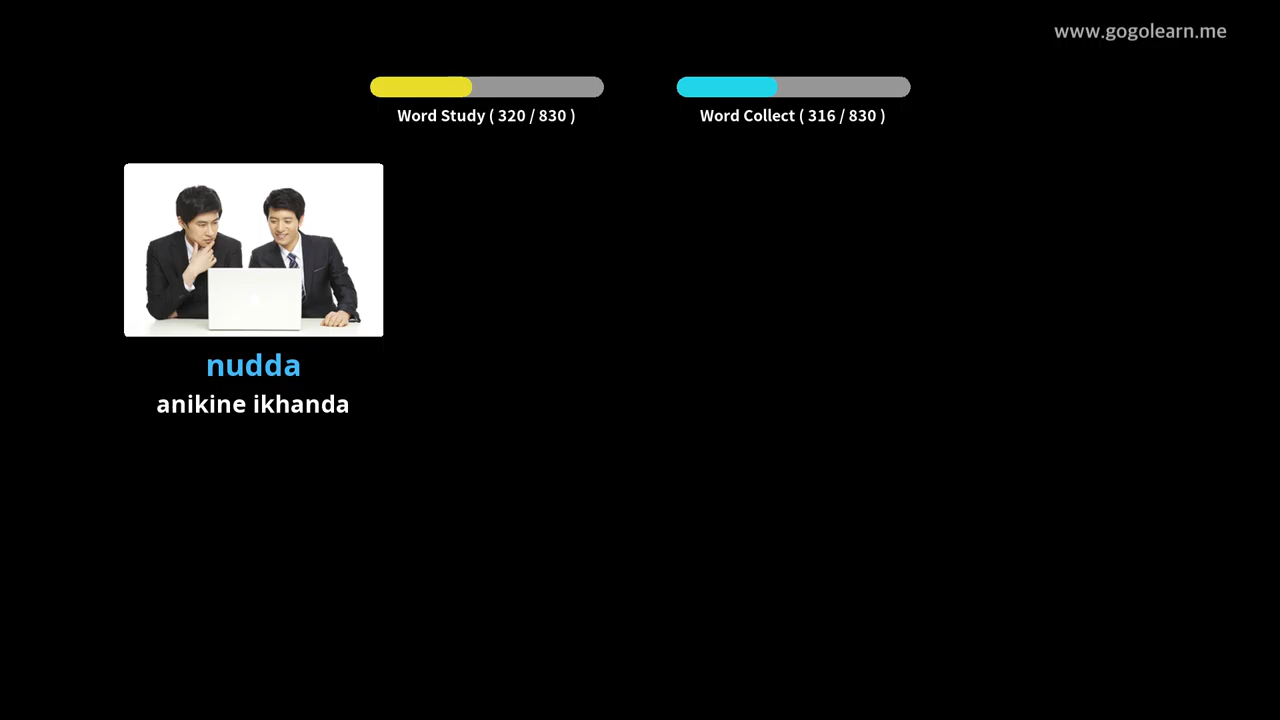 www.gogolearn.me
Word Study ( 320 / 830 )
Word Collect ( 316 / 830 )
nudda
anikine ikhanda